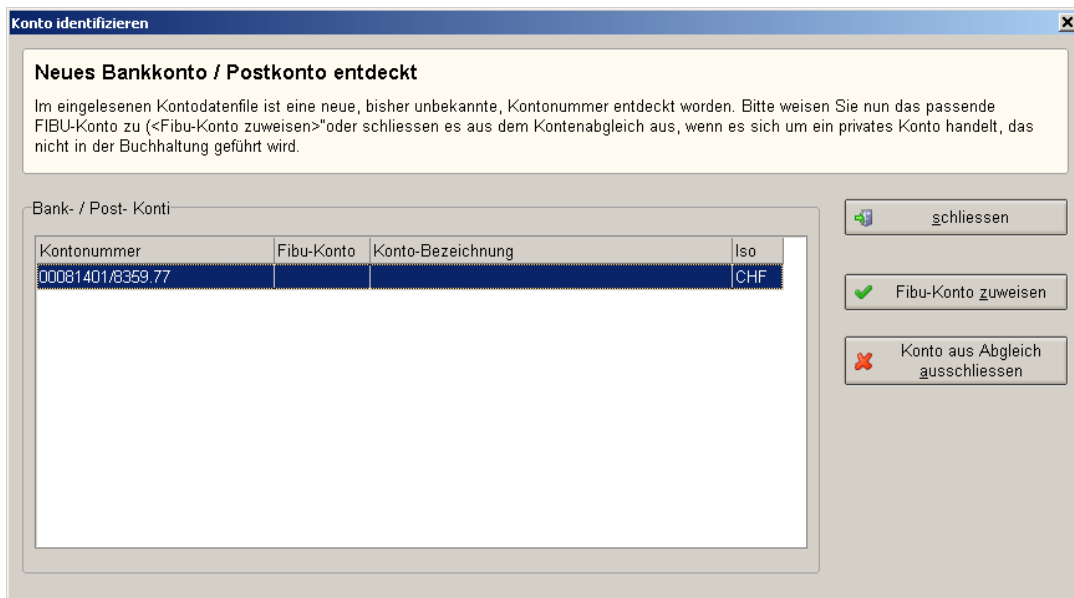 Konto identifizieren
Neues Bankkonto / Postkonto entdeckt
Im eingelesenen Kontodatenfile ist eine neue, bisher unbekannte, Kontonummer entdeckt worden. Bitte weisen Sie nun das passende
FIBU-Konto zu (<Fibu-Konto zuweisen>"oder schliessen es aus dem Kontenabgleich aus, wenn es sich um ein privates Konto handelt, das
nicht in der Buchhaltung geführt wird.
Bank- / Post- Konti
schliessen
Kontonummer Fibu-Konto Konto-Bezeichnung Iso
00081401/8359.77 CHF
Fibu-Konto zuweisen
Konto aus Abgleich
ausschliessen